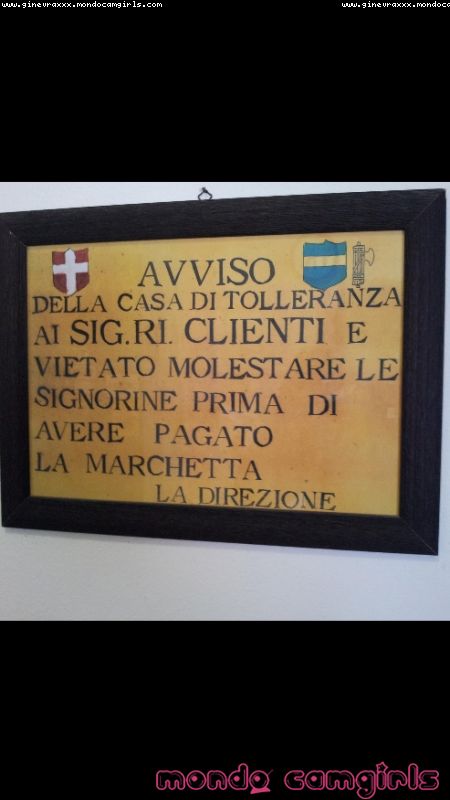 www.ginevraxxx.mondocamgirls.com www.ginevraxxx.mondoca
AVVISO
DELLA CASA DI TOLLERANZA
AI SIG.RI. CLIENTI E
VIETATO MOLESTARE LE
SIGNORINE PRIMA DI
AVERE PAGATO
LA MARCHETTA
LA DIREZIONE
mondo camgirls